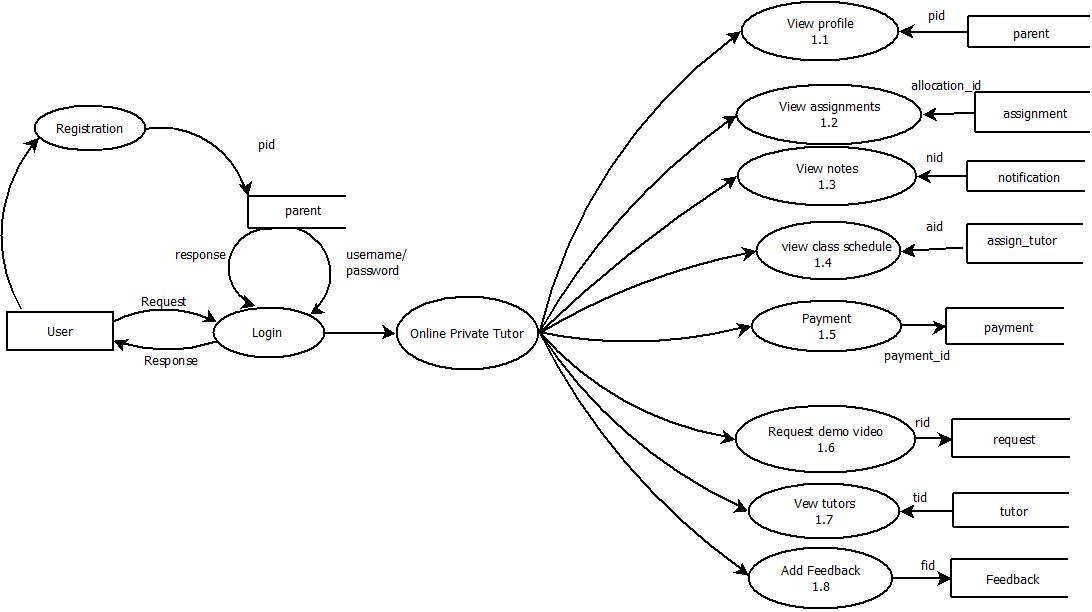 Registration
pid
parent
response
username/
password
User
Request
Response
Login
Online Private Tutor
View profile
1.1
pid
parent
View assignments
1.2
allocation_id
assignment
View notes
1.3
nid
notification
view class schedule
1.4
aid
assign_tutor
Payment
1.5
payment_id
payment
Request demo video
1.6
rid
request
Vew tutors
1.7
tid
tutor
Add Feedback
1.8
fid
Feedback